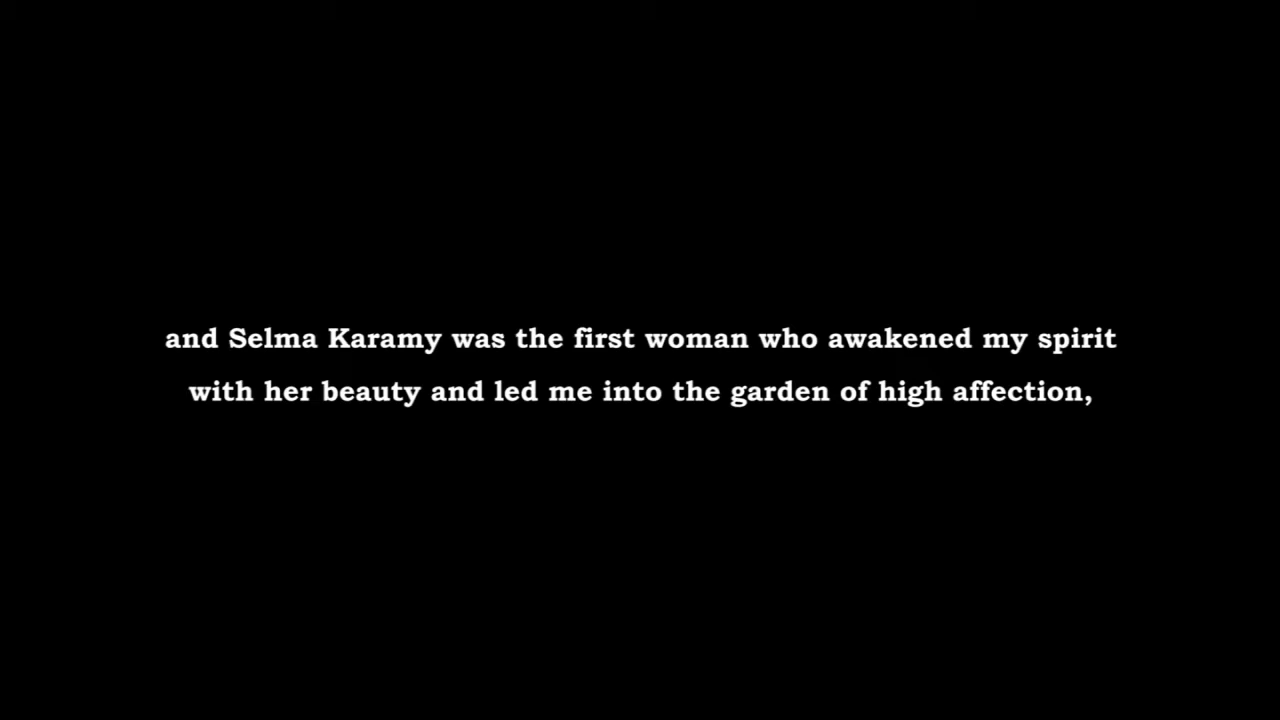 and Selma Karamy was the first woman who awakened my spirit
with her beauty and led me into the garden of high affection,